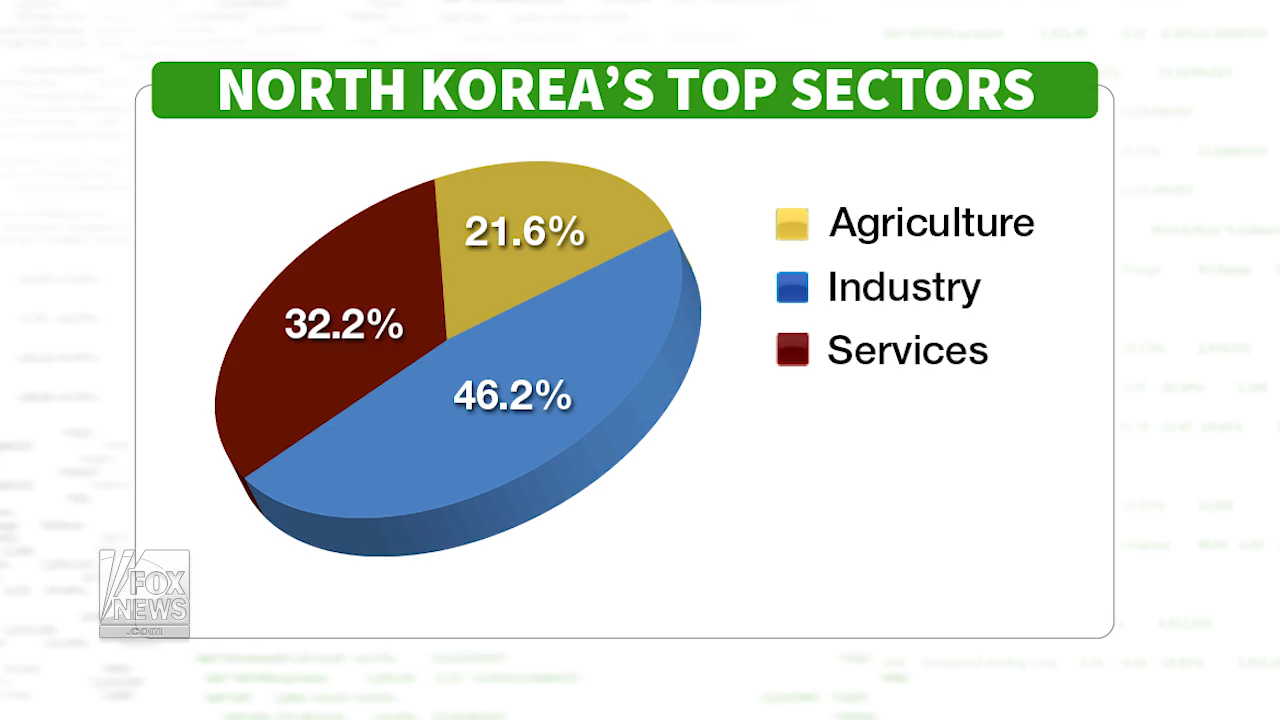 NORTH KOREA’S TOP SECTORS
21.6%
Agriculture
Industry
32.2%
Services
46.2%
FOX
NEWS
.com